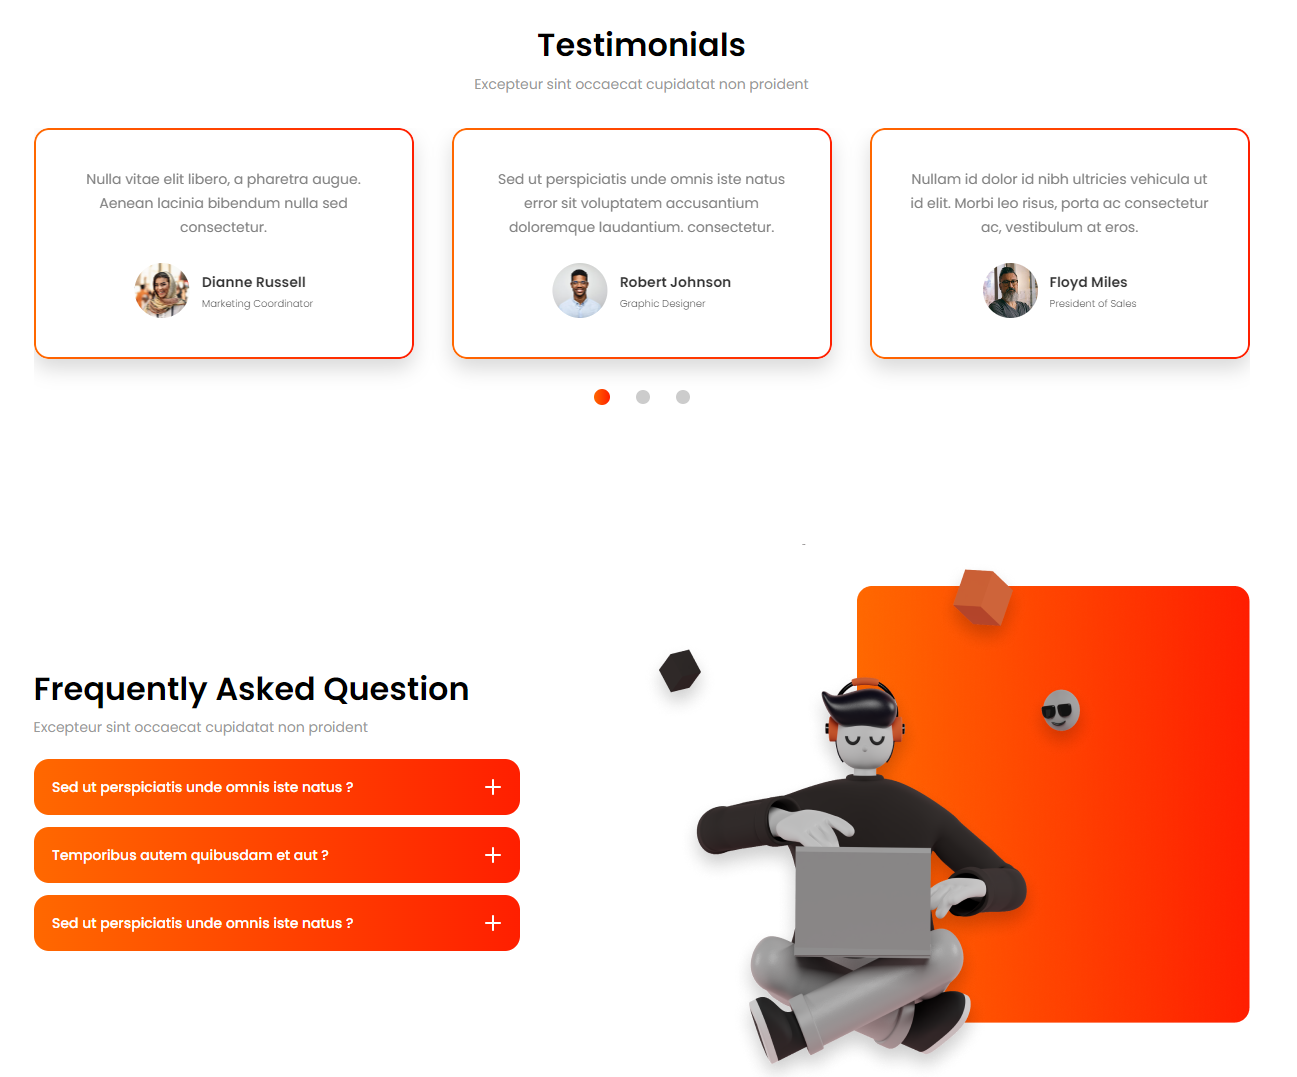 Testimonials
Excepteur sint occaecat cupidatat non proident
Nulla vitae elit libero, a pharetra augue.
Aenean lacinia bibendum nulla sed
consectetur.
Dianne Russell
Marketing Coordinator
Sed ut perspiciatis unde omnis iste natus
error sit voluptatem accusantium
doloremque laudantium. consectetur.
Robert Johnson
Graphic Designer
Nullam id dolor id nibh ultricies vehicula ut
id elit. Morbi leo risus, porta ac consectetur
ac, vestibulum at eros.
Floyd Miles
President of Sales
-
Frequently Asked Question
Excepteur sint occaecat cupidatat non proident
Sed ut perspiciatis unde omnis iste natus ?
Temporibus autem quibusdam et aut ?
Sed ut perspiciatis unde omnis iste natus ?